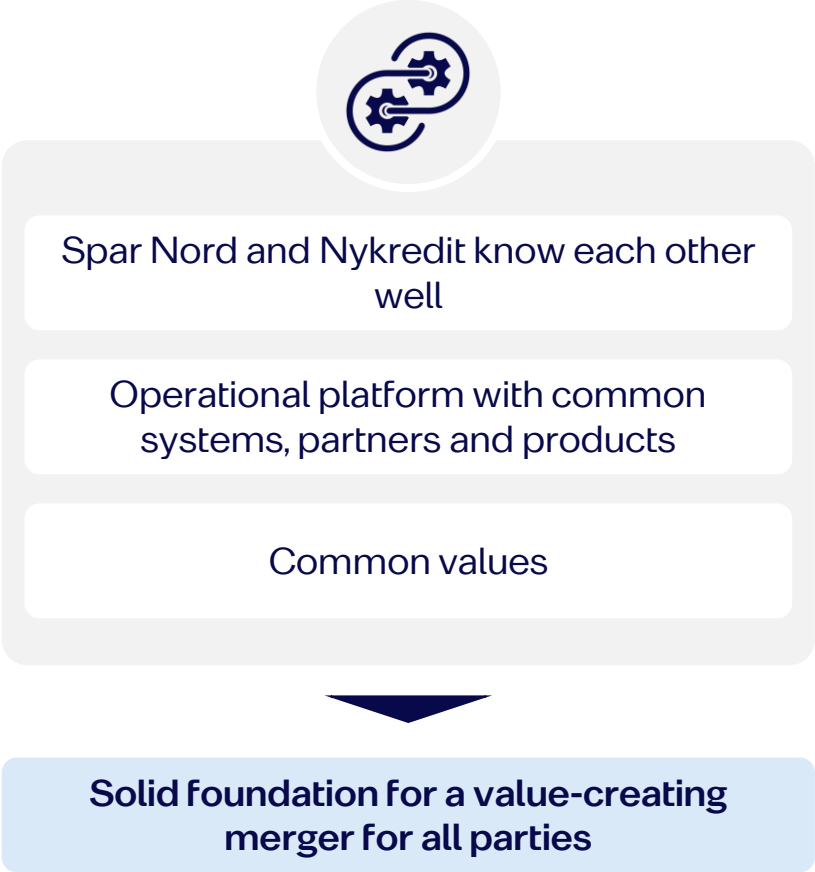 Spar Nord and Nykredit know each other
well
Operational platform with common
systems, partners and products
Common values
Solid foundation for a value-creating
merger for all parties